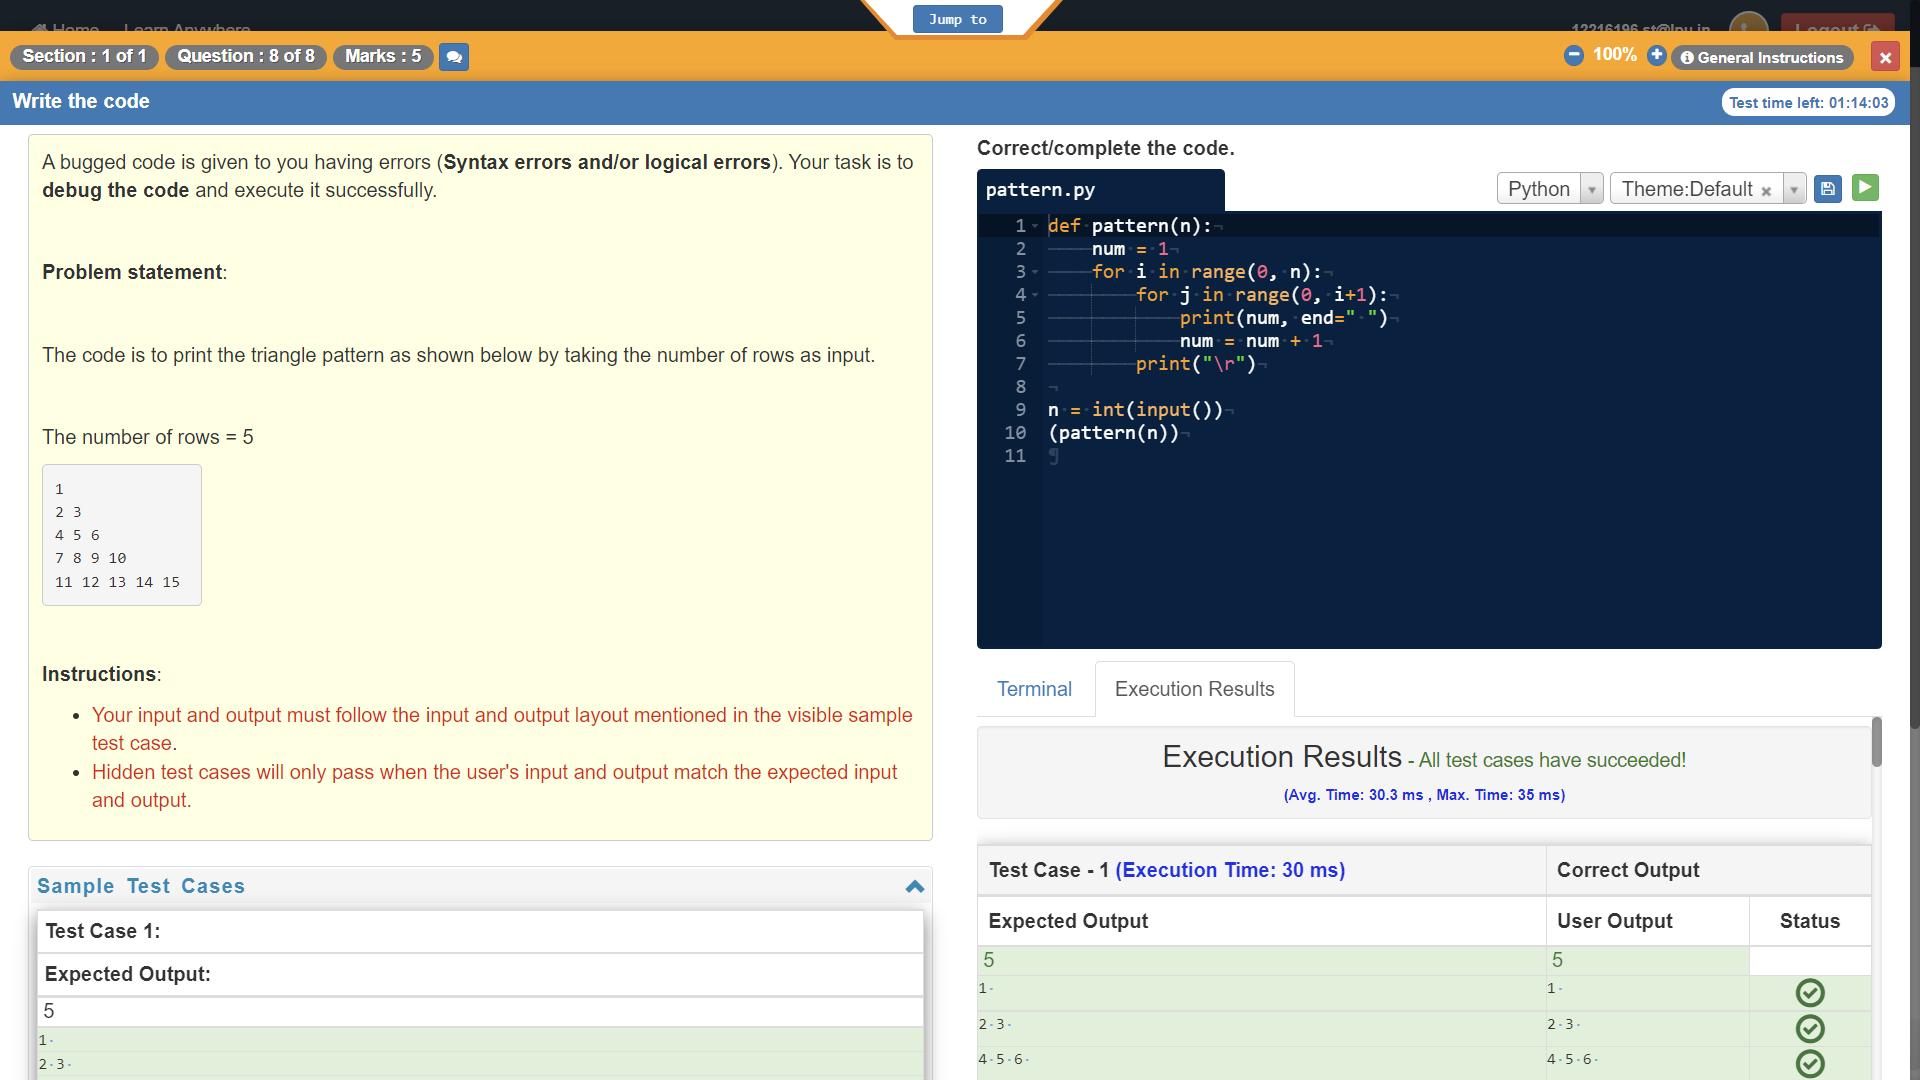 Home Learn Anywhere
Jump to
12216196.st@lpu.in
Logout
Section : 1 of 1
Question : 8 of 8
Marks : 5
100%
General Instructions
Write the code
Test time left: 01:14:03
A bugged code is given to you having errors (Syntax errors and/or logical errors). Your task is to
debug the code and execute it successfully.
Problem statement:
The code is to print the triangle pattern as shown below by taking the number of rows as input.
The number of rows = 5
1
2 3
4 5 6
7 8 9 10
11 12 13 14 15
Instructions:
• Your input and output must follow the input and output layout mentioned in the visible sample
test case.
• Hidden test cases will only pass when the user's input and output match the expected input
and output.
Sample Test Cases
Test Case 1:
Expected Output:
5
1·
2·3·
Correct/complete the code.
pattern.py
Python
Theme:Default ×
1 def pattern(n):
2     num = 1
3     for i in range(0, n):
4         for j in range(0, i+1):
5             print(num, end=" ")
6             num = num + 1
7         print("\r")
8
9 n = int(input())
10 (pattern(n))
11
Terminal
Execution Results
Execution Results - All test cases have succeeded!
(Avg. Time: 30.3 ms , Max. Time: 35 ms)
Test Case - 1 (Execution Time: 30 ms) Correct Output
Expected Output User Output Status
5 5
1· 1·
2·3· 2·3·
4·5·6· 4·5·6·